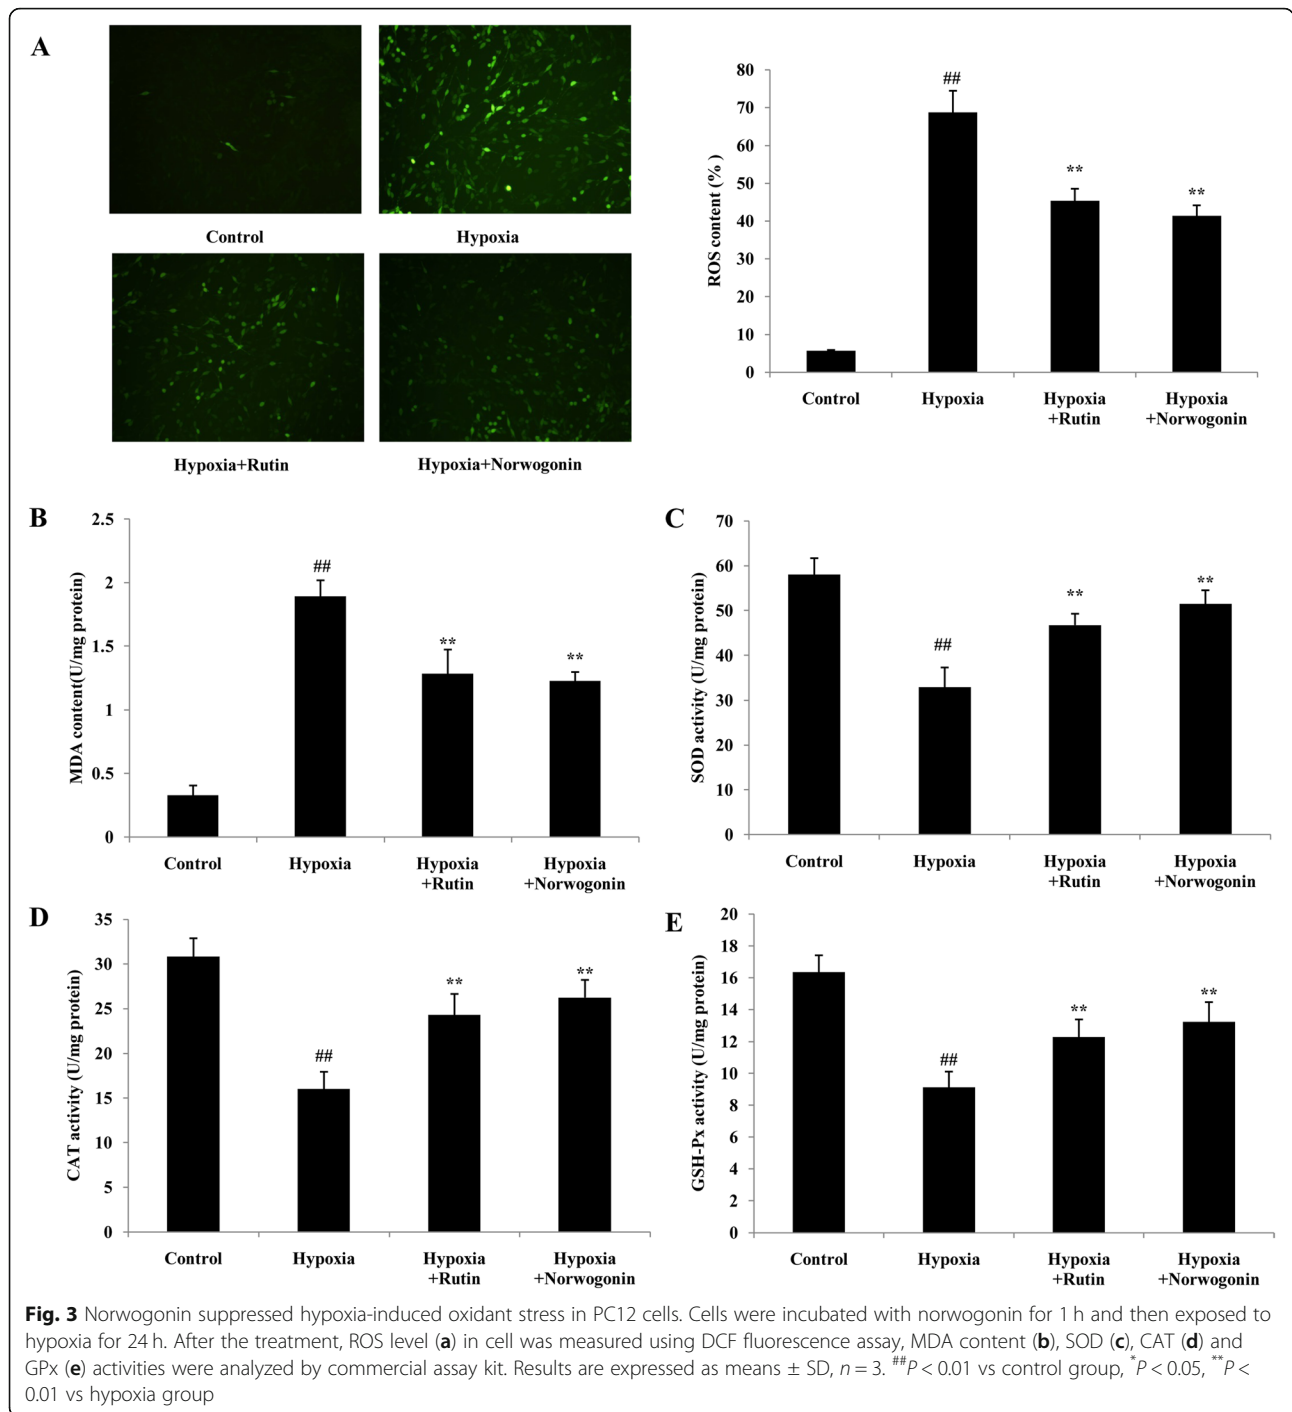 A
Control
Hypoxia
Hypoxia+Rutin
Hypoxia+Norwogonin
ROS content (% )
80
70
60
50
40
30
20
10
0
##
**
**
Control
Hypoxia
Hypoxia
+Rutin
Hypoxia
+Norwogonin
B
MDA content(U/mg protein)
2.5
2
1.5
1
0.5
0
##
**
**
Control
Hypoxia
Hypoxia
+Rutin
Hypoxia
+Norwogonin
C
SOD activity (U/mg protein)
70
60
50
40
30
20
10
0
##
**
**
Control
Hypoxia
Hypoxia
+Rutin
Hypoxia
+Norwogonin
D
CAT activity (U/mg protein)
35
30
25
20
15
10
5
0
##
**
**
Control
Hypoxia
Hypoxia
+Rutin
Hypoxia
+Norwogonin
E
GSH-Px activity (U/mg protein)
20
18
16
14
12
10
8
6
4
2
0
##
**
**
Control
Hypoxia
Hypoxia
+Rutin
Hypoxia
+Norwogonin
Fig. 3 Norwogonin suppressed hypoxia-induced oxidant stress in PC12 cells. Cells were incubated with norwogonin for 1 h and then exposed to
hypoxia for 24 h. After the treatment, ROS level (a) in cell was measured using DCF fluorescence assay, MDA content (b), SOD (c), CAT (d) and
GPx (e) activities were analyzed by commercial assay kit. Results are expressed as means ± SD, n = 3. ##P < 0.01 vs control group, *P < 0.05, **P <
0.01 vs hypoxia group